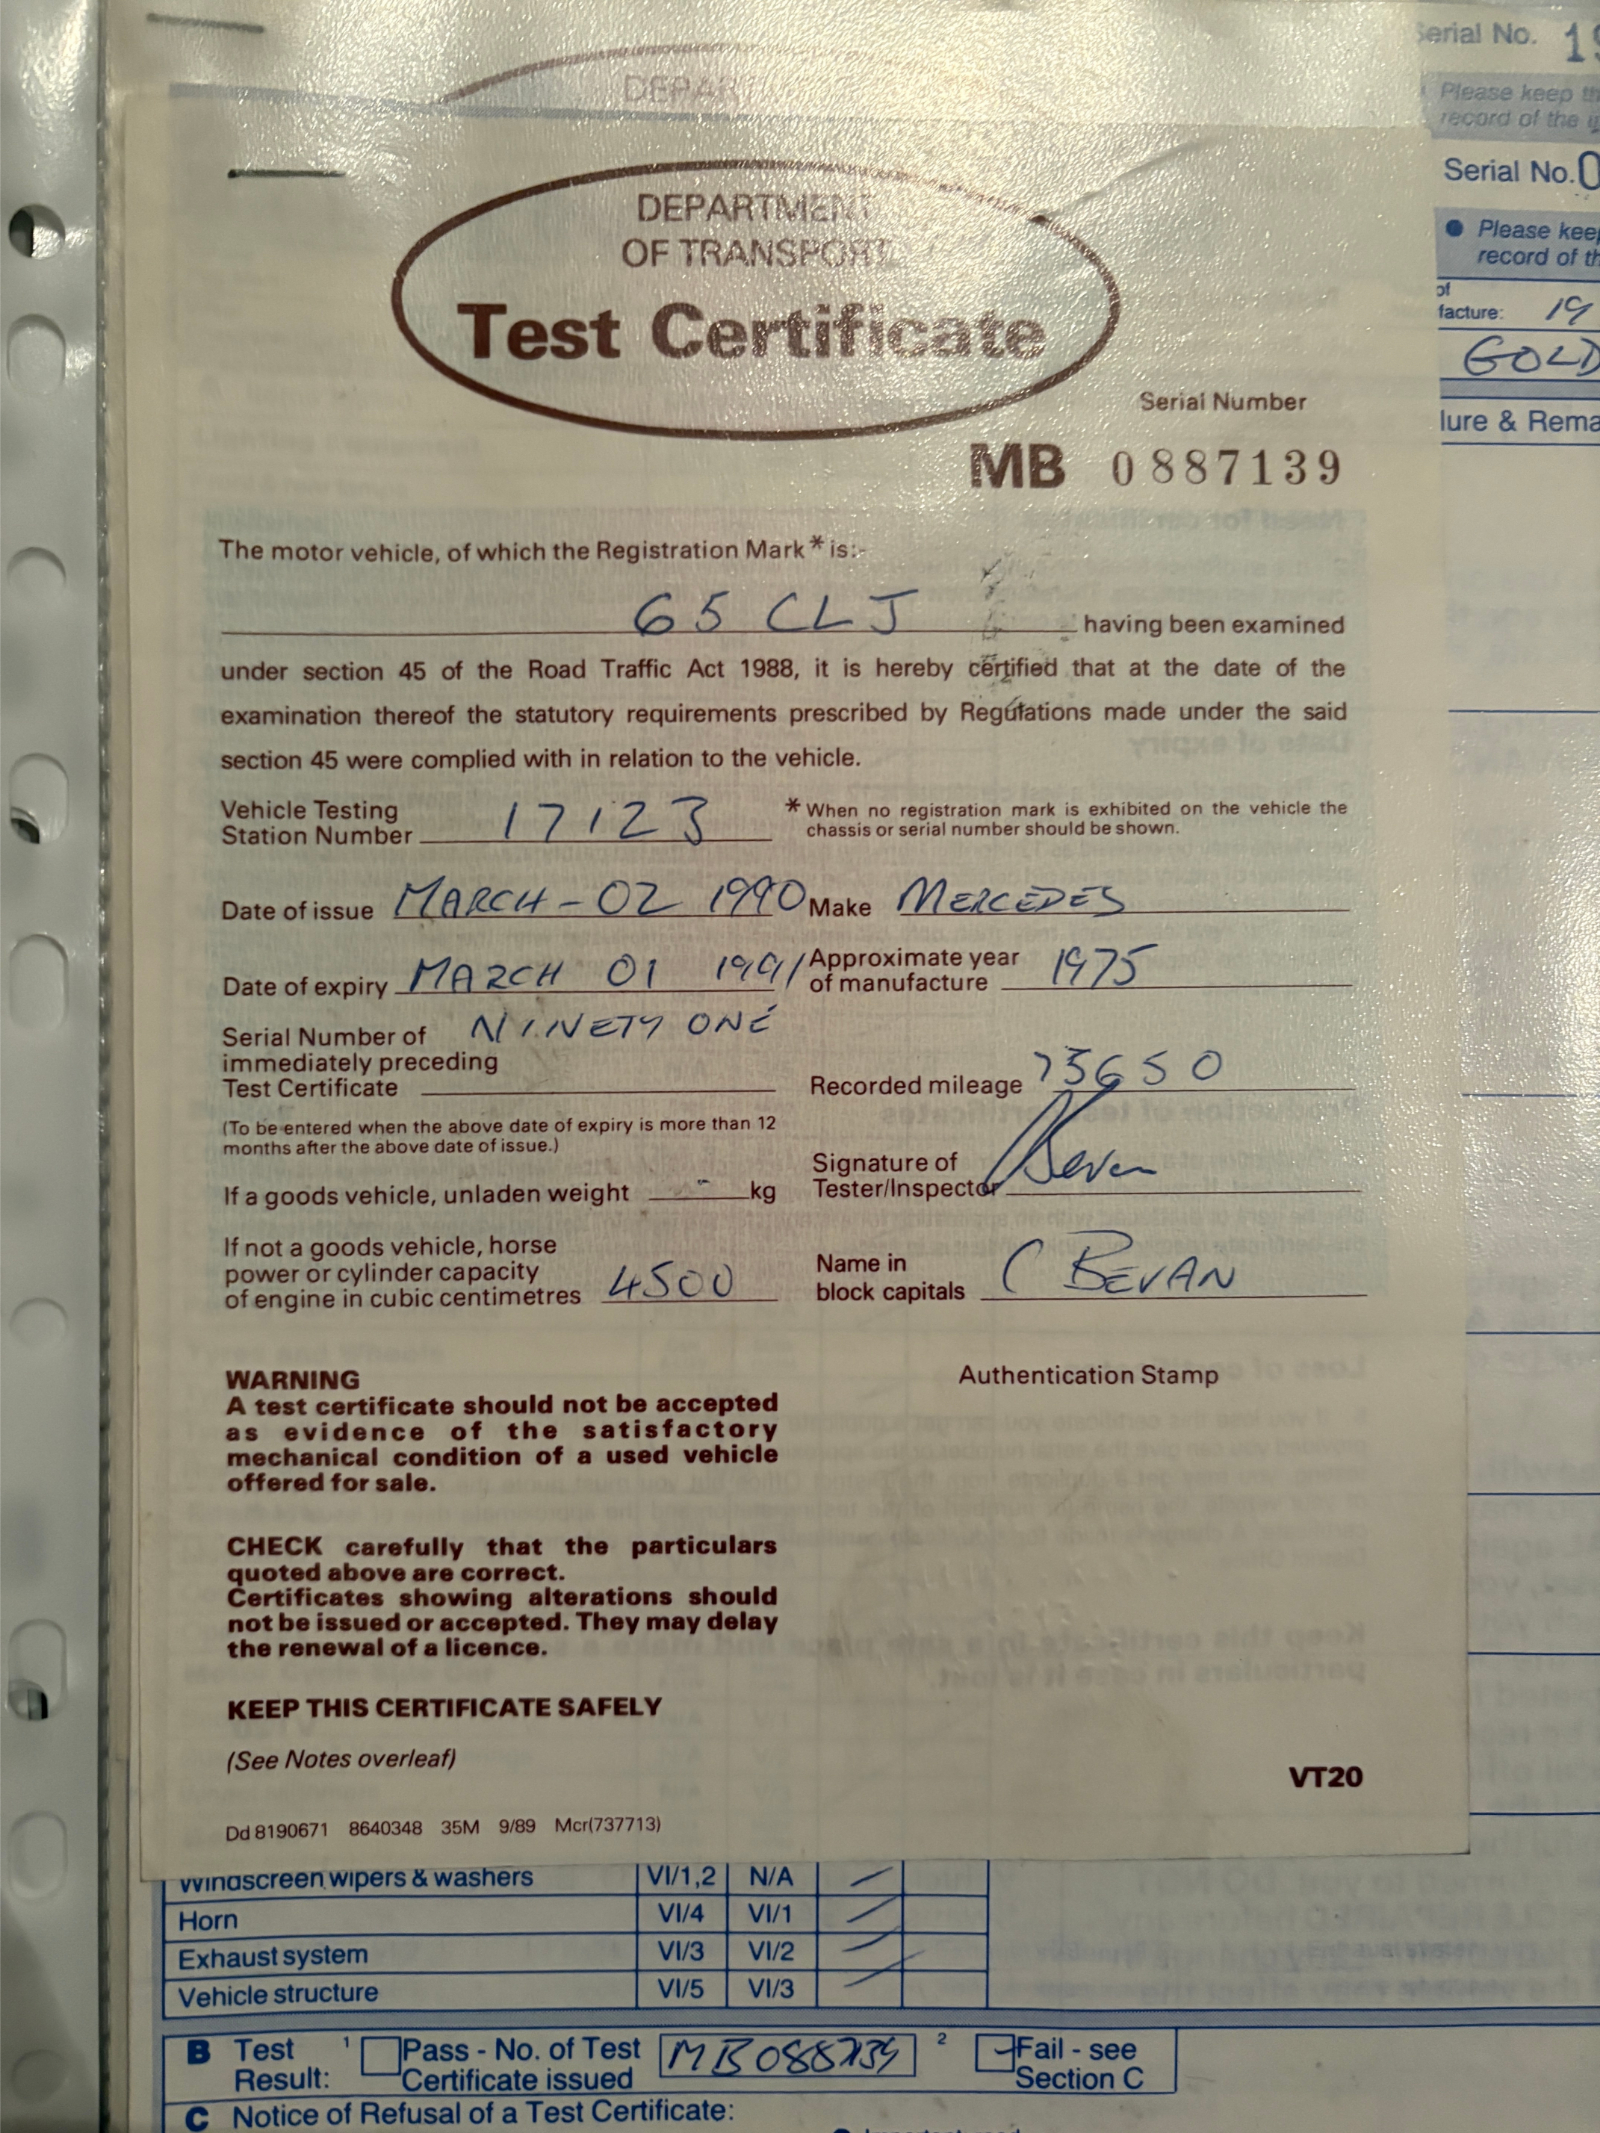 DEPART
DEPARTMENT
OF TRANSPORT
Test Certificate
Serial Number
MB 0887139
The motor vehicle, of which the Registration Mark * is:-
65 CLJ having been examined
under section 45 of the Road Traffic Act 1988, it is hereby certified that at the date of the
examination thereof the statutory requirements prescribed by Regulations made under the said
section 45 were complied with in relation to the vehicle.
Vehicle Testing
Station Number 17123
* When no registration mark is exhibited on the vehicle the
chassis or serial number should be shown.
Date of issue MARCH - 02 1990 Make MERCEDES
Date of expiry MARCH 01 1991
NINETY ONE
Approximate year
of manufacture 1975
Serial Number of
immediately preceding
Test Certificate
Recorded mileage 75650
(To be entered when the above date of expiry is more than 12
months after the above date of issue.)
Signature of
Tester/Inspector Bevan
If a goods vehicle, unladen weight - kg
If not a goods vehicle, horse
power or cylinder capacity
of engine in cubic centimetres 4500
Name in
block capitals C BEVAN
Authentication Stamp
WARNING
A test certificate should not be accepted
as evidence of the satisfactory
mechanical condition of a used vehicle
offered for sale.
CHECK carefully that the particulars
quoted above are correct.
Certificates showing alterations should
not be issued or accepted. They may delay
the renewal of a licence.
KEEP THIS CERTIFICATE SAFELY
(See Notes overleaf)
VT20
Dd 8190671 8640348 35M 9/89 Mcr(737713)
Serial No. 19
Please keep th
record of the
Serial No. 0
● Please keep
record of th
of
facture: 19
GOLD
lure & Rema
Windscreen wipers & washers VI/1,2 N/A
Horn VI/4 VI/1
Exhaust system VI/3 VI/2
Vehicle structure VI/5 VI/3
B Test
Result:
1 Pass - No. of Test
Certificate issued MB0887139
2 Fail - see
Section C
C Notice of Refusal of a Test Certificate: